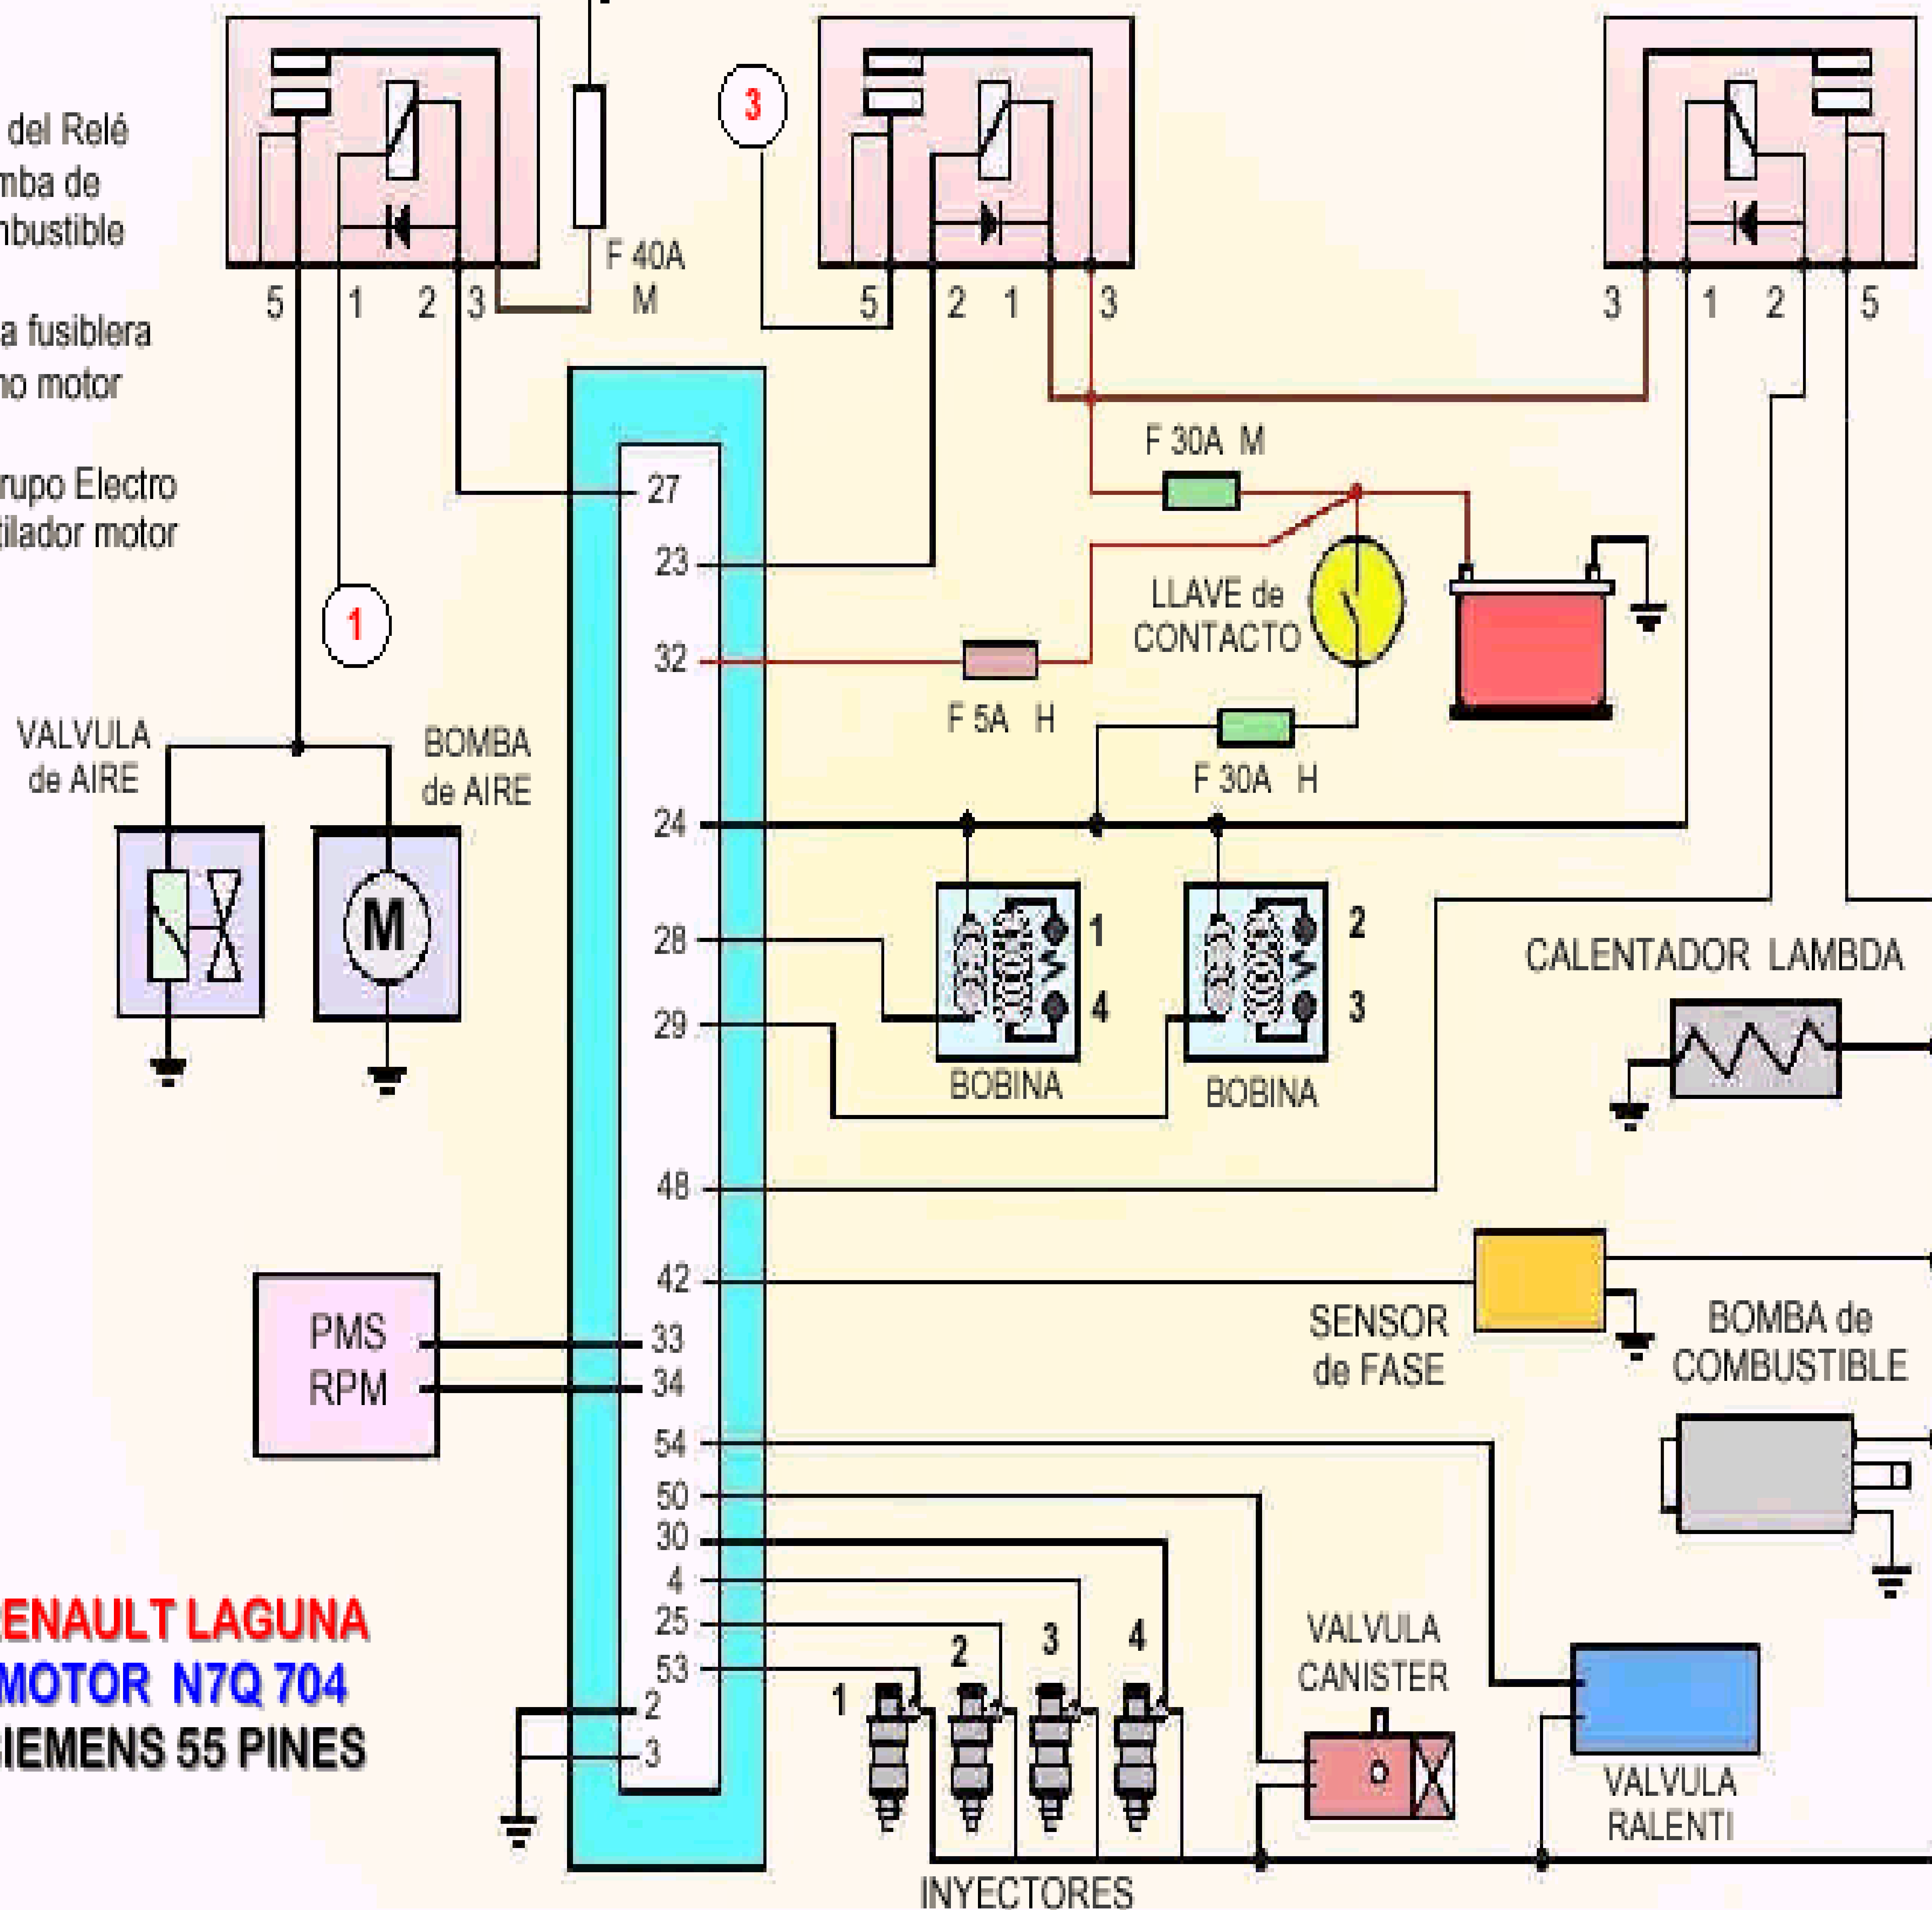 del Relé
mba de
mbustible
a fusiblera
no motor
rupo Electro
tilador motor
5 1 2 3
F 40A
M
3
5 2 1 3
3 1 2 5
F 30A M
27
23
LLAVE de
CONTACTO
1
32
F 5A H
F 30A H
VALVULA
de AIRE
BOMBA
de AIRE
M
24
28
29
1
4
BOBINA
2
3
BOBINA
CALENTADOR LAMBDA
48
42
SENSOR
de FASE
BOMBA de
COMBUSTIBLE
PMS
RPM
33
34
54
50
30
4
25
53
2
3
1
2
3
4
INYECTORES
VALVULA
CANISTER
VALVULA
RALENTI
ENAULT LAGUNA
MOTOR N7Q 704
SIEMENS 55 PINES